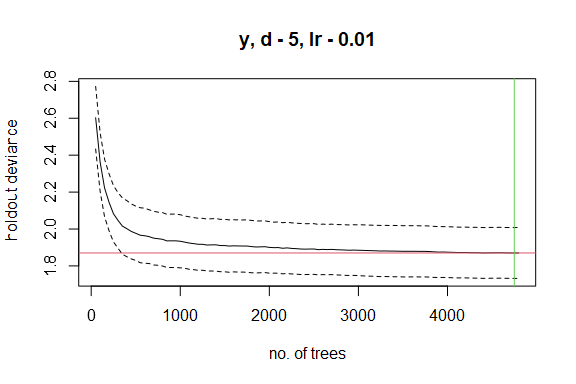 y, d - 5, lr - 0.01
holdout deviance
1.8 2.0 2.2 2.4 2.6 2.8
0 1000 2000 3000 4000
no. of trees